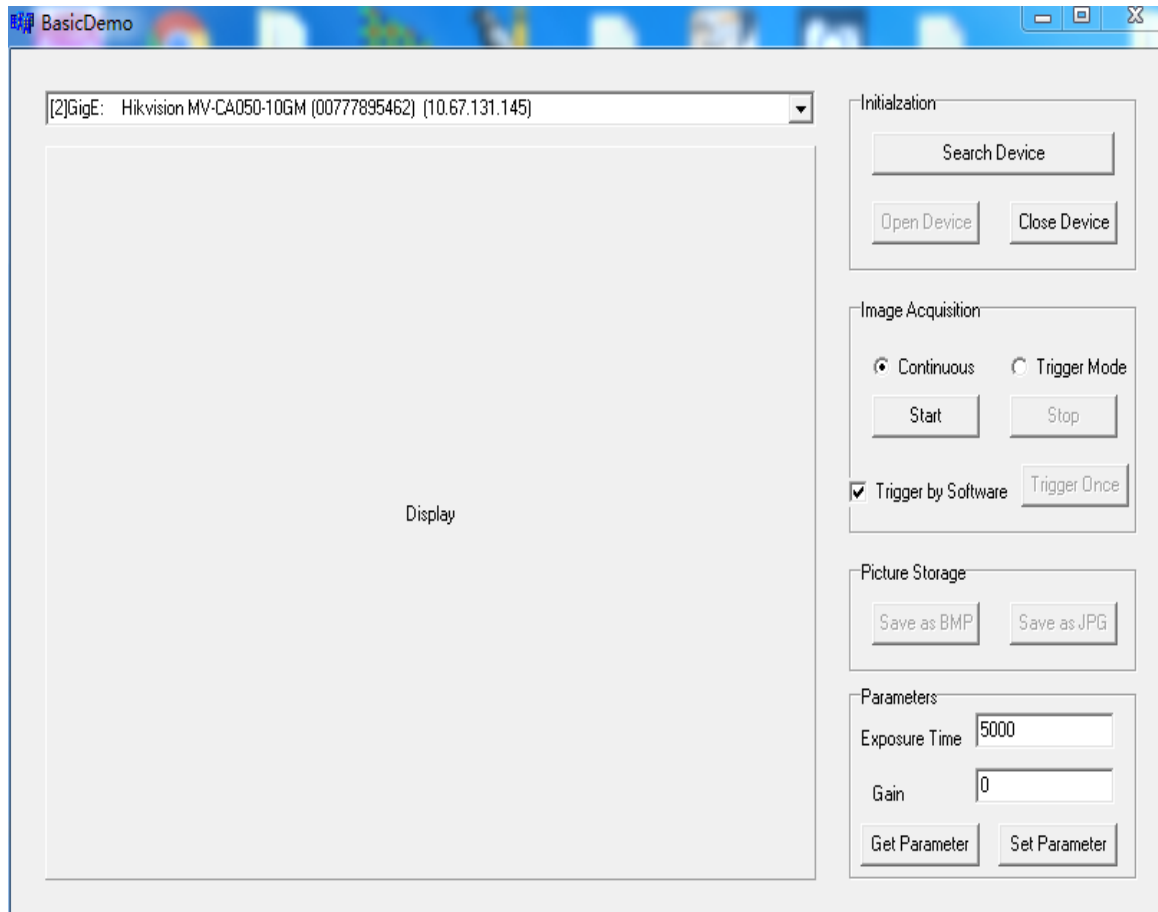 BasicDemo
[2]GigE: Hikvision MV-CA050-10GM (00777895462) (10.67.131.145)
Display
Initialzation
Search Device
Open Device Close Device
Image Acquisition
Continuous Trigger Mode
Start Stop
Trigger by Software Trigger Once
Picture Storage
Save as BMP Save as JPG
Parameters
Exposure Time 5000
Gain 0
Get Parameter Set Parameter